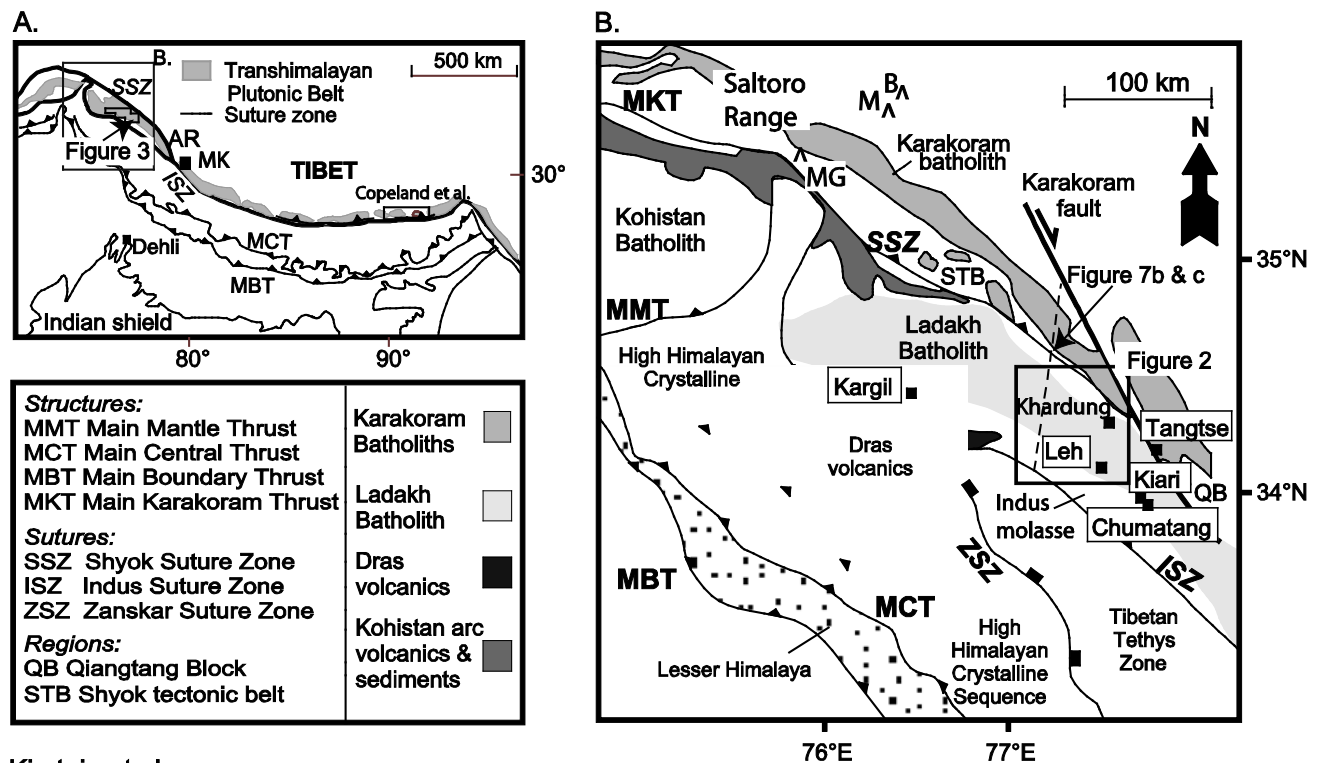 A.
B.
500 km
SSZ
Transhimalayan
Plutonic Belt
Suture zone
Figure 3
AR
MK
ISZ
TIBET
30°
Copeland et al.
MCT
Dehli
MBT
Indian shield
80°
90°
Structures:
MMT Main Mantle Thrust
MCT Main Central Thrust
MBT Main Boundary Thrust
MKT Main Karakoram Thrust
Sutures:
SSZ Shyok Suture Zone
ISZ Indus Suture Zone
ZSZ Zanskar Suture Zone
Regions:
QB Qiangtang Block
STB Shyok tectonic belt
Karakoram
Batholiths
Ladakh
Batholith
Dras
volcanics
Kohistan arc
volcanics &
sediments
B.
MKT
Saltoro
Range
B
M
100 km
N
Karakoram
batholith
MG
Karakoram
fault
Kohistan
Batholith
SSZ
STB
35°N
Figure 7b & c
MMT
Ladakh
Batholith
High Himalayan
Crystalline
Figure 2
Kargil
Khardung
Tangtse
Dras
volcanics
Leh
Kiari
QB
34°N
Indus
molasse
Chumatang
ZSZ
ISZ
MBT
MCT
Tibetan
Tethys
Zone
High
Himalayan
Crystalline
Sequence
Lesser Himalaya
76°E
77°E